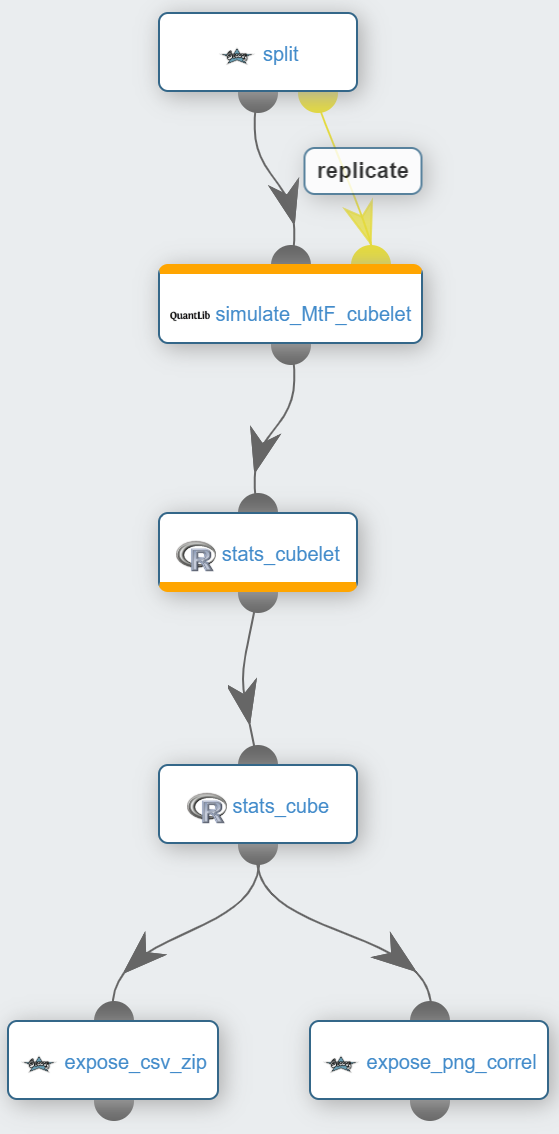 split
replicate
QuantLib simulate_MtF_cubelet
R stats_cubelet
R stats_cube
expose_csv_zip
expose_png_correl